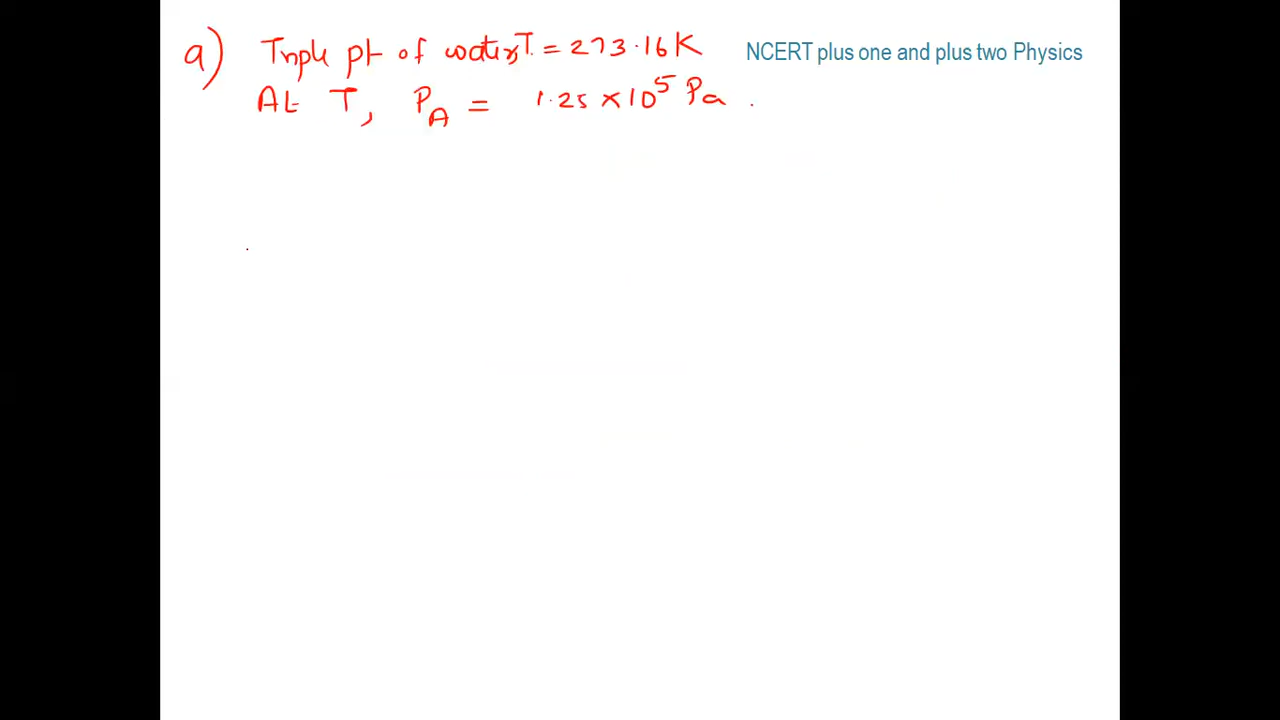 a) Triple pt of water T = 273.16 K
NCERT plus one and plus two Physics
At T, PA = 1.25 × 10⁵ Pa